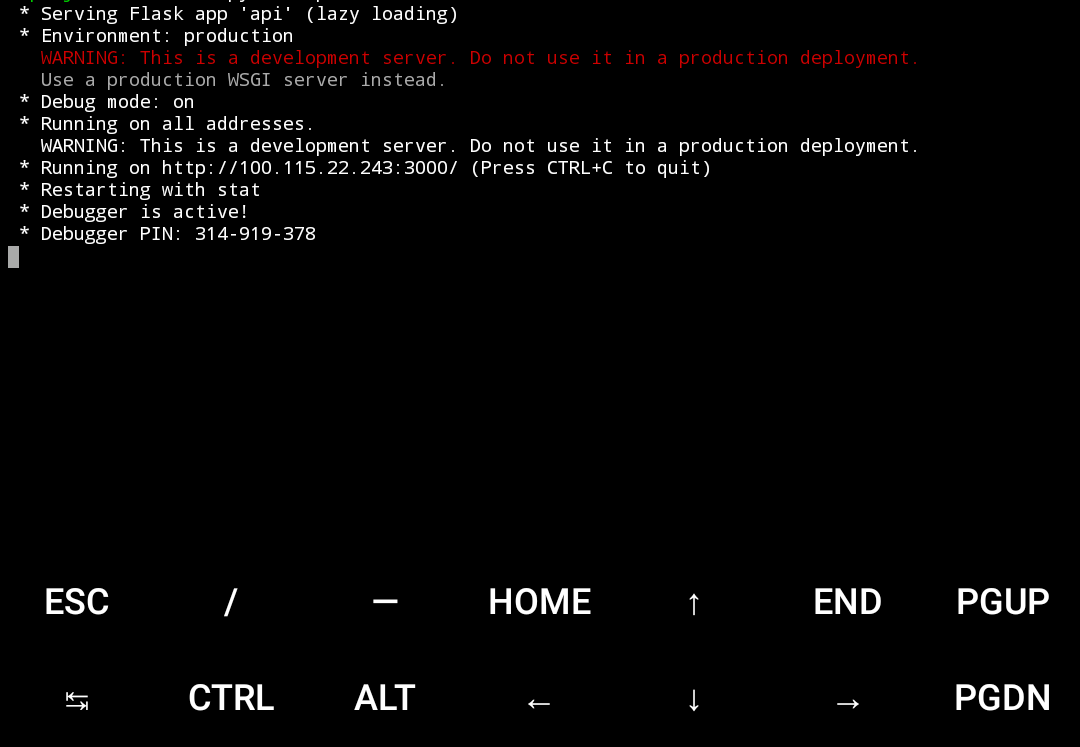 * Serving Flask app 'api' (lazy loading)
* Environment: production
WARNING: This is a development server. Do not use it in a production deployment.
Use a production WSGI server instead.
* Debug mode: on
* Running on all addresses.
WARNING: This is a development server. Do not use it in a production deployment.
* Running on http://100.115.22.243:3000/ (Press CTRL+C to quit)
* Restarting with stat
* Debugger is active!
* Debugger PIN: 314-919-378
ESC / — HOME ↑ END PGUP
↹ CTRL ALT ← ↓ → PGDN